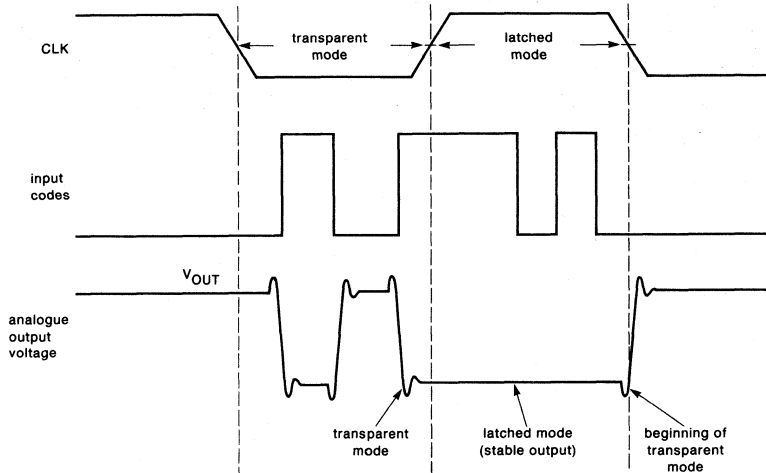 CLK
transparent
mode
latched
mode
input
codes
V_OUT
analogue
output
voltage
transparent
mode
latched mode
(stable output)
beginning of
transparent
mode